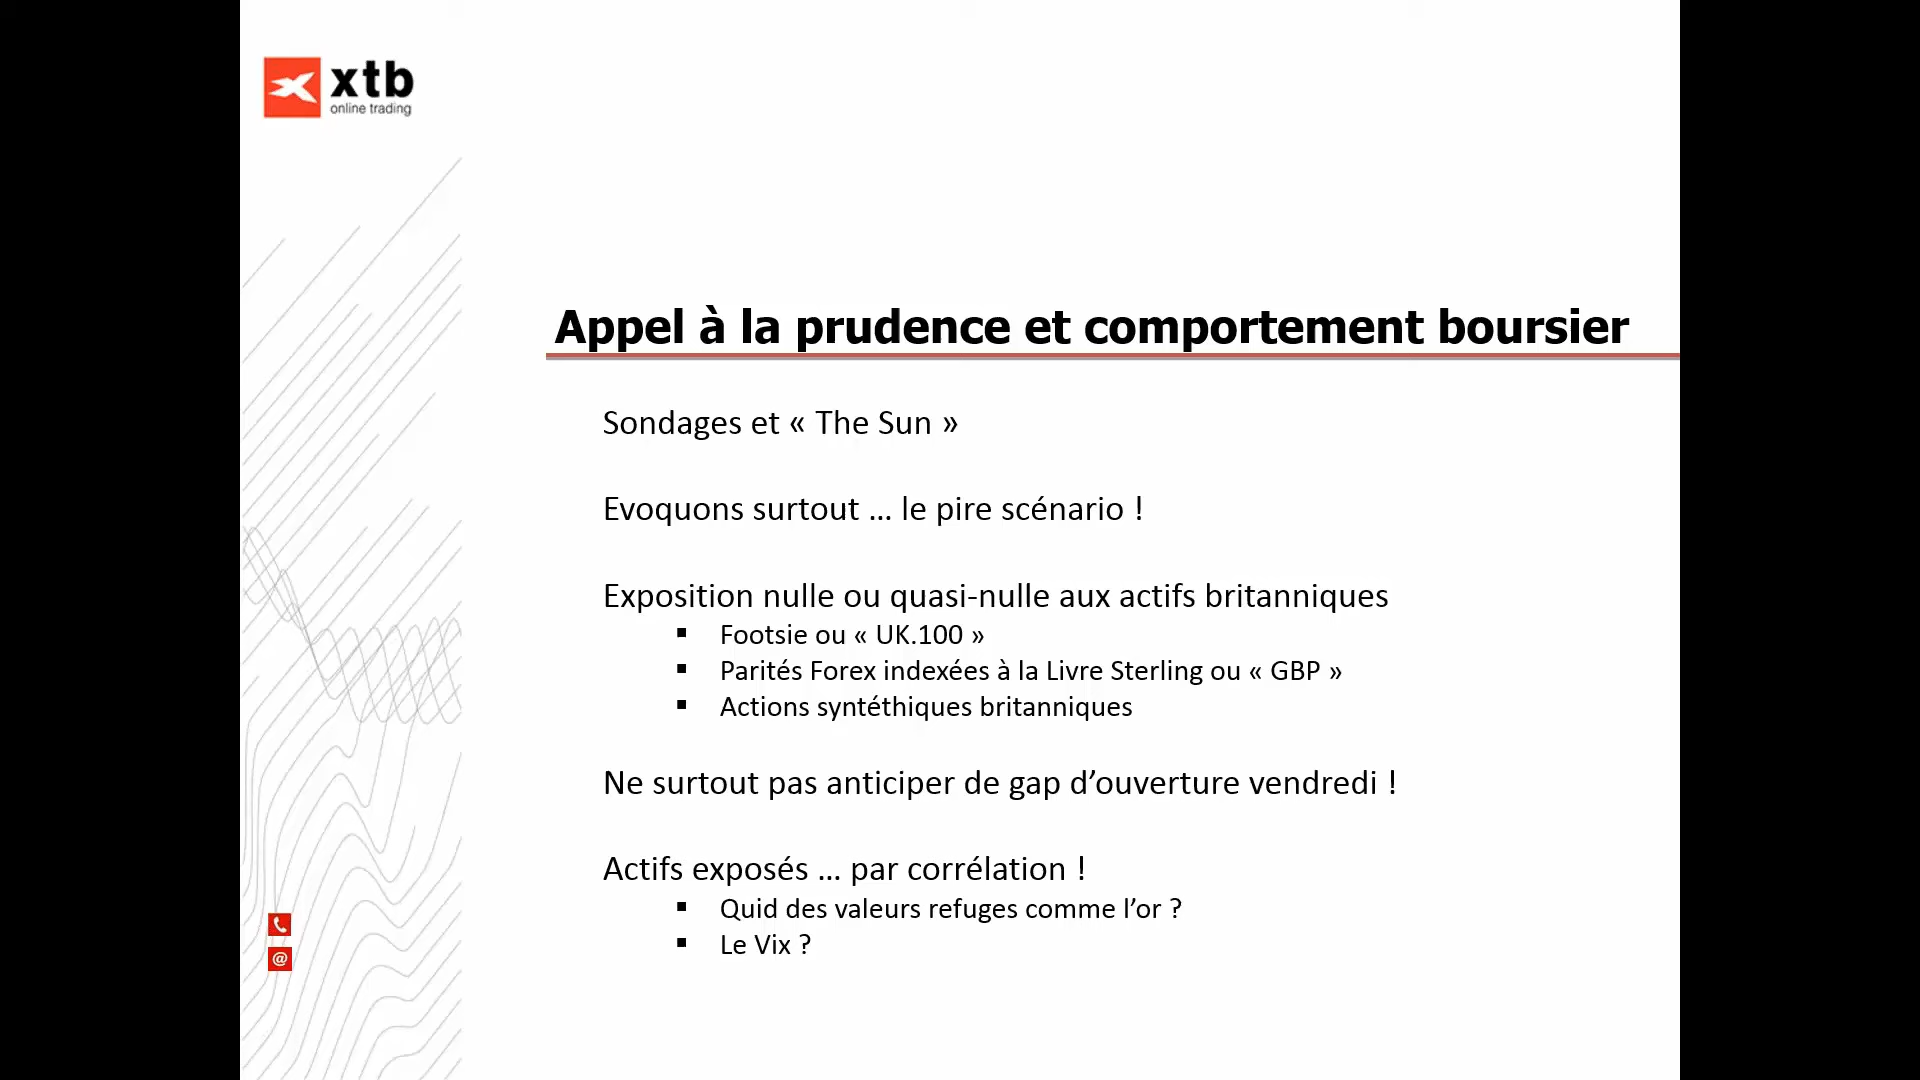 xtb
online trading
Appel à la prudence et comportement boursier
Sondages et « The Sun »
Evoquons surtout ... le pire scénario !
Exposition nulle ou quasi-nulle aux actifs britanniques
▪ Footsie ou « UK.100 »
▪ Parités Forex indexées à la Livre Sterling ou « GBP »
▪ Actions syntéthiques britanniques
Ne surtout pas anticiper de gap d’ouverture vendredi !
Actifs exposés ... par corrélation !
▪ Quid des valeurs refuges comme l’or ?
▪ Le Vix ?
@